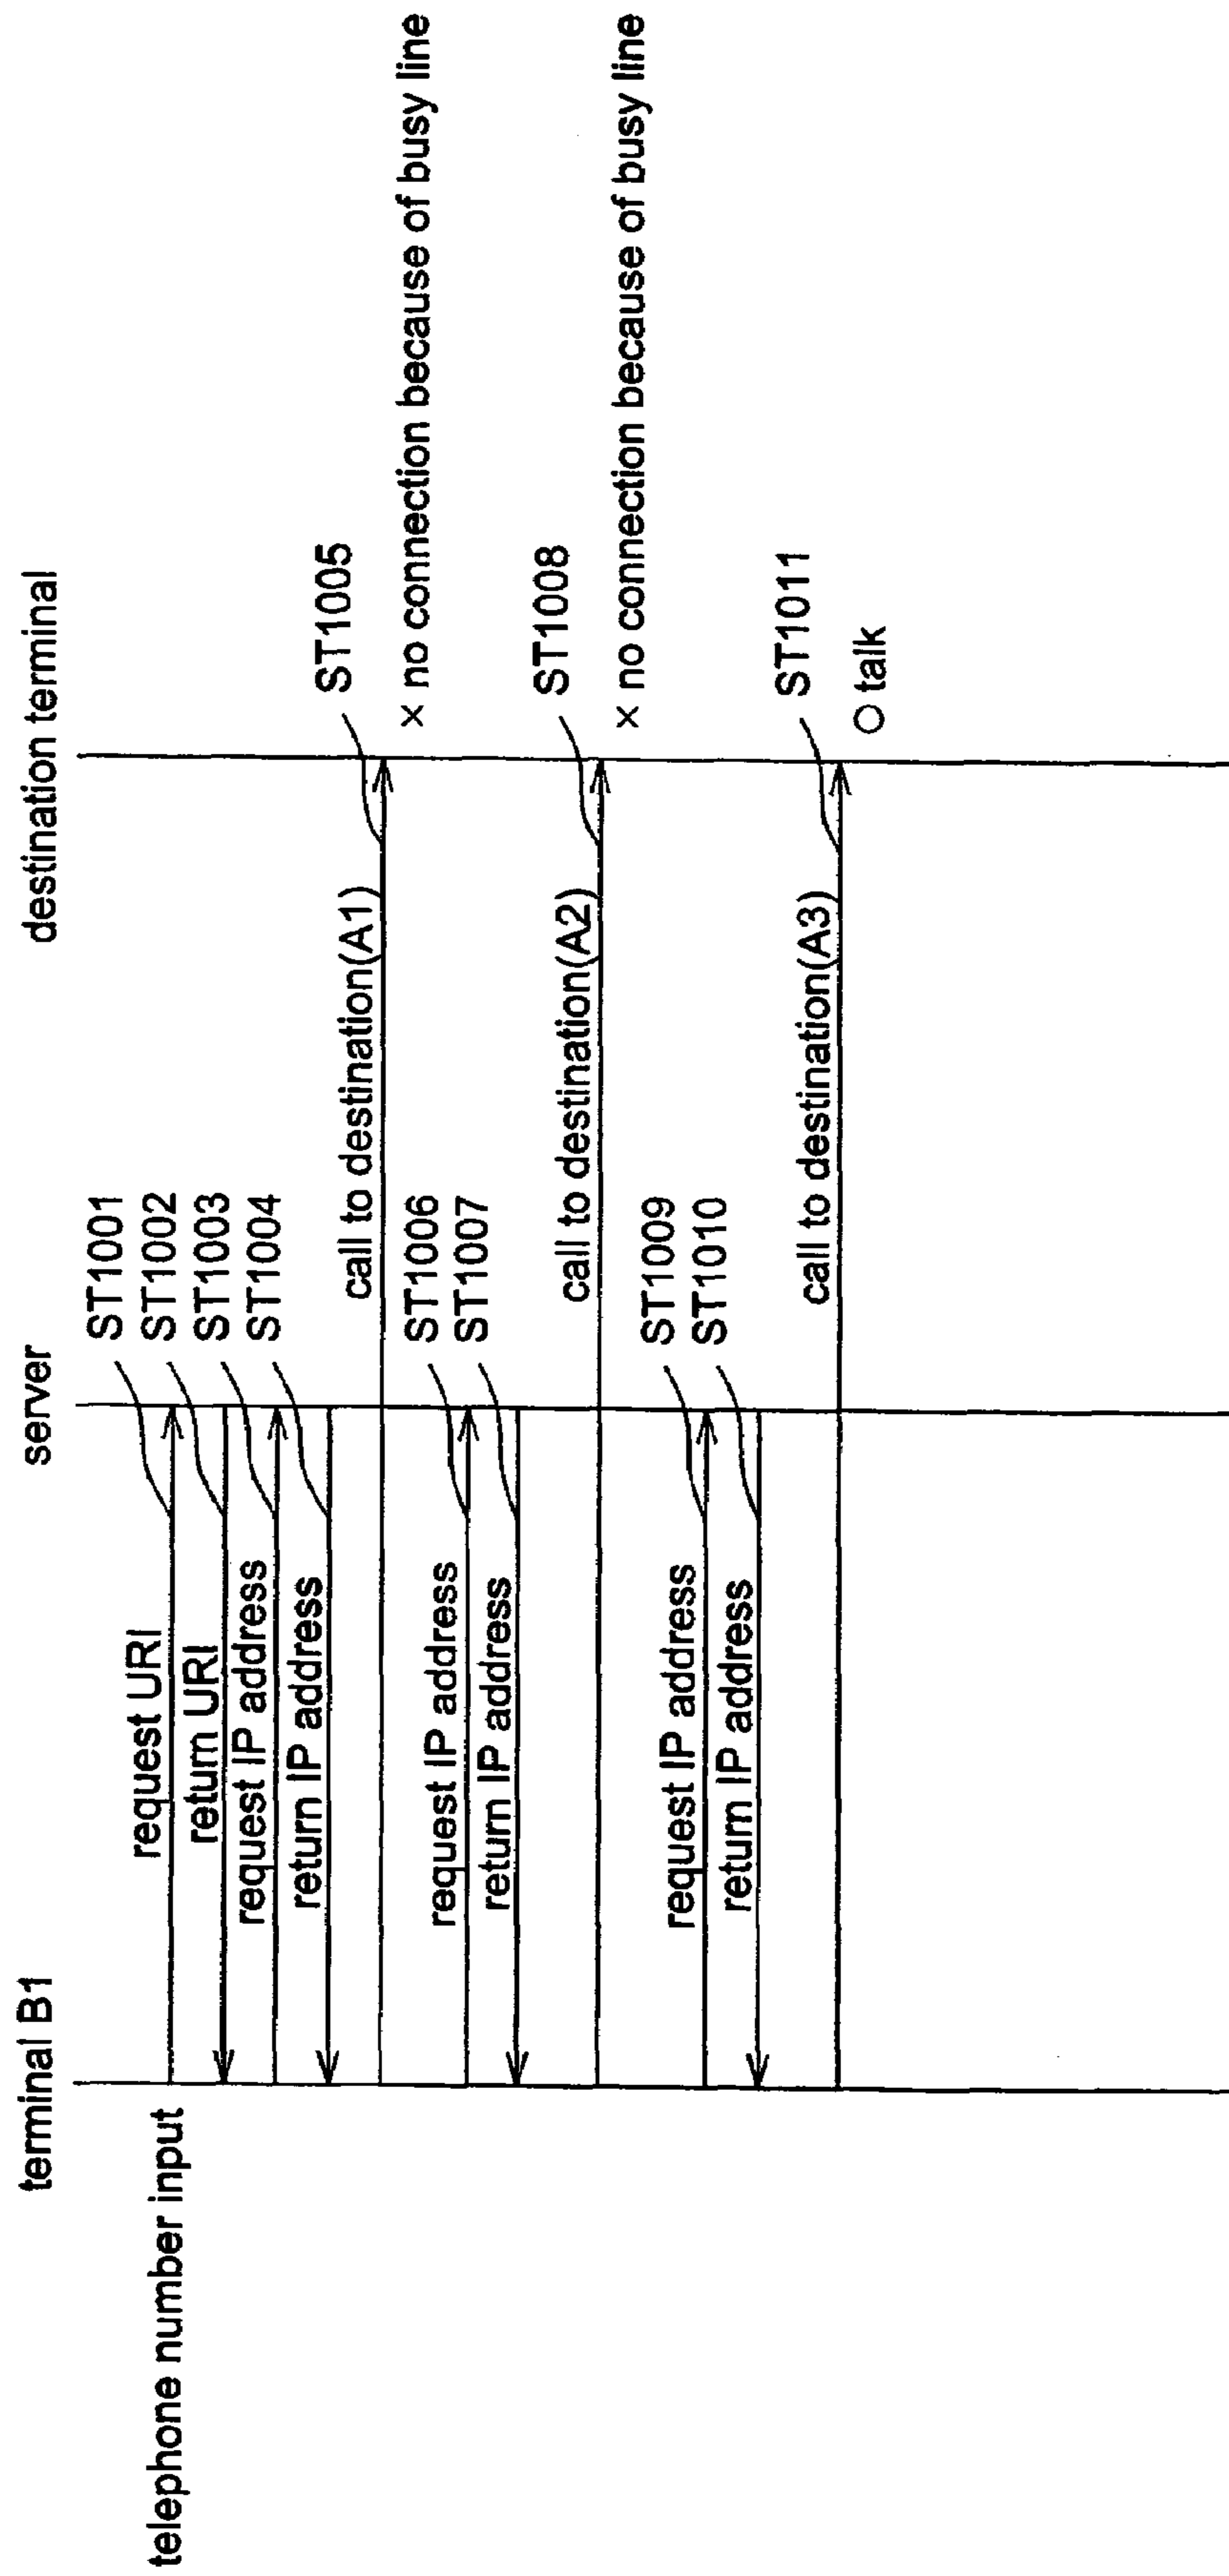 terminal B1
server
destination terminal
telephone number input
request URI
ST1001
return URI
ST1002
request IP address
ST1003
return IP address
ST1004
call to destination(A1)
ST1005
× no connection because of busy line
request IP address
ST1006
return IP address
ST1007
call to destination(A2)
ST1008
× no connection because of busy line
request IP address
ST1009
return IP address
ST1010
call to destination(A3)
ST1011
○ talk